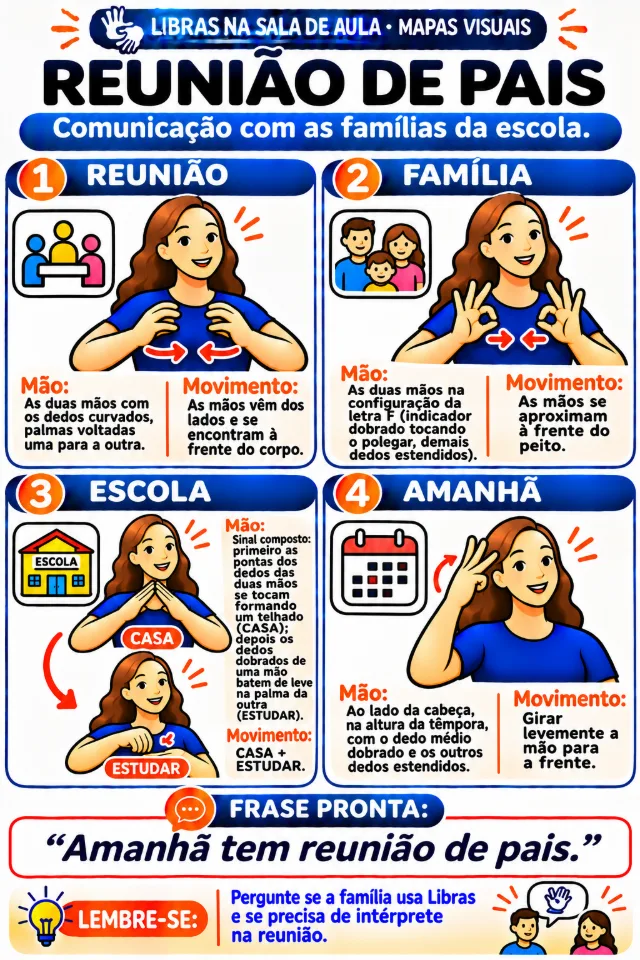 LIBRAS NA SALA DE AULA • MAPAS VISUAIS
REUNIÃO DE PAIS
Comunicação com as famílias da escola.
1 REUNIÃO
Mão:
As duas mãos com
os dedos curvados,
palmas voltadas
uma para a outra.
Movimento:
As mãos vêm dos
lados e se
encontram à
frente do corpo.
2 FAMÍLIA
Mão:
As duas mãos na
configuração da
letra F (indicador
dobrado tocando
o polegar, demais
dedos estendidos).
Movimento:
As mãos se
aproximam
à frente do
peito.
3 ESCOLA
ESCOLA
CASA
ESTUDAR
Mão:
Sinal composto:
primeiro as
pontas dos
dedos das
duas mãos
se tocam
formando
um telhado
(CASA);
depois os
dedos
dobrados de
uma mão
batem de leve
na palma da
outra
(ESTUDAR).
Movimento:
CASA +
ESTUDAR.
4 AMANHÃ
Mão:
Ao lado da cabeça,
na altura da têmpora,
com o dedo médio
dobrado e os outros
dedos estendidos.
Movimento:
Girar
levemente a
mão para
a frente.
FRASE PRONTA:
“Amanhã tem reunião de pais.”
LEMBRE-SE:
Pergunte se a família usa Libras
e se precisa de intérprete
na reunião.